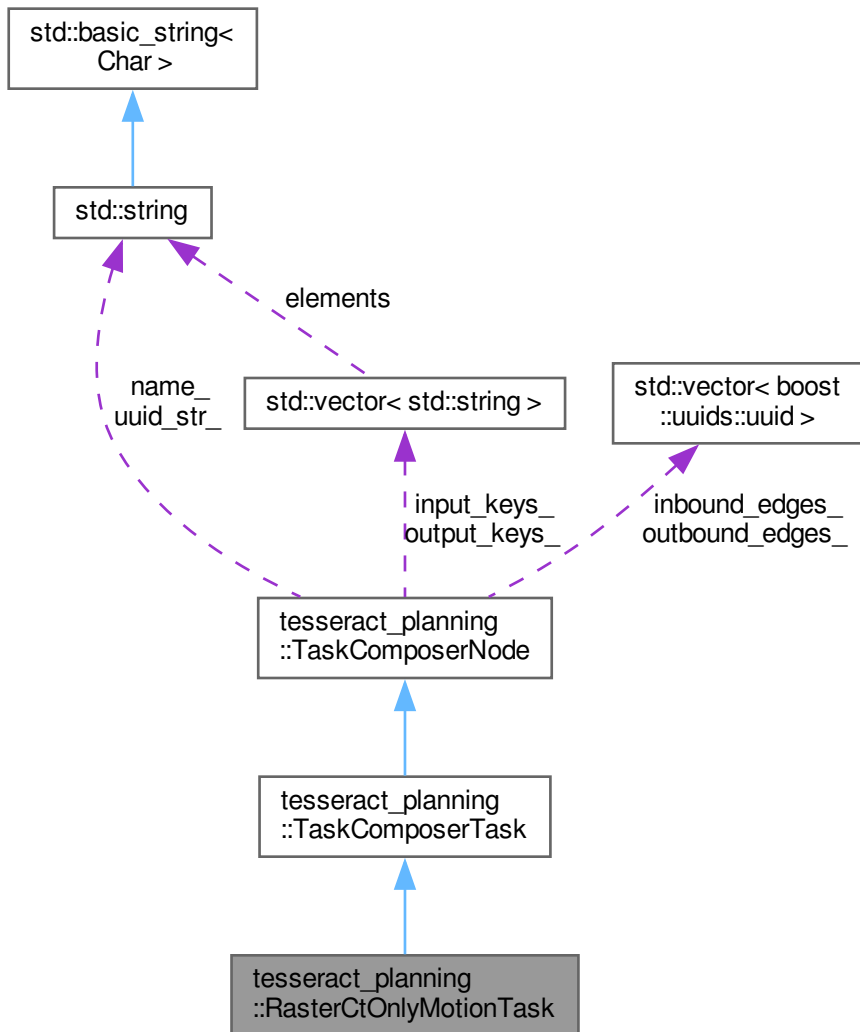 std::basic_string<
Char >
std::string
elements
name_
uuid_str_
std::vector< std::string >
std::vector< boost
::uuids::uuid >
input_keys_
output_keys_
inbound_edges_
outbound_edges_
tesseract_planning
::TaskComposerNode
tesseract_planning
::TaskComposerTask
tesseract_planning
::RasterCtOnlyMotionTask